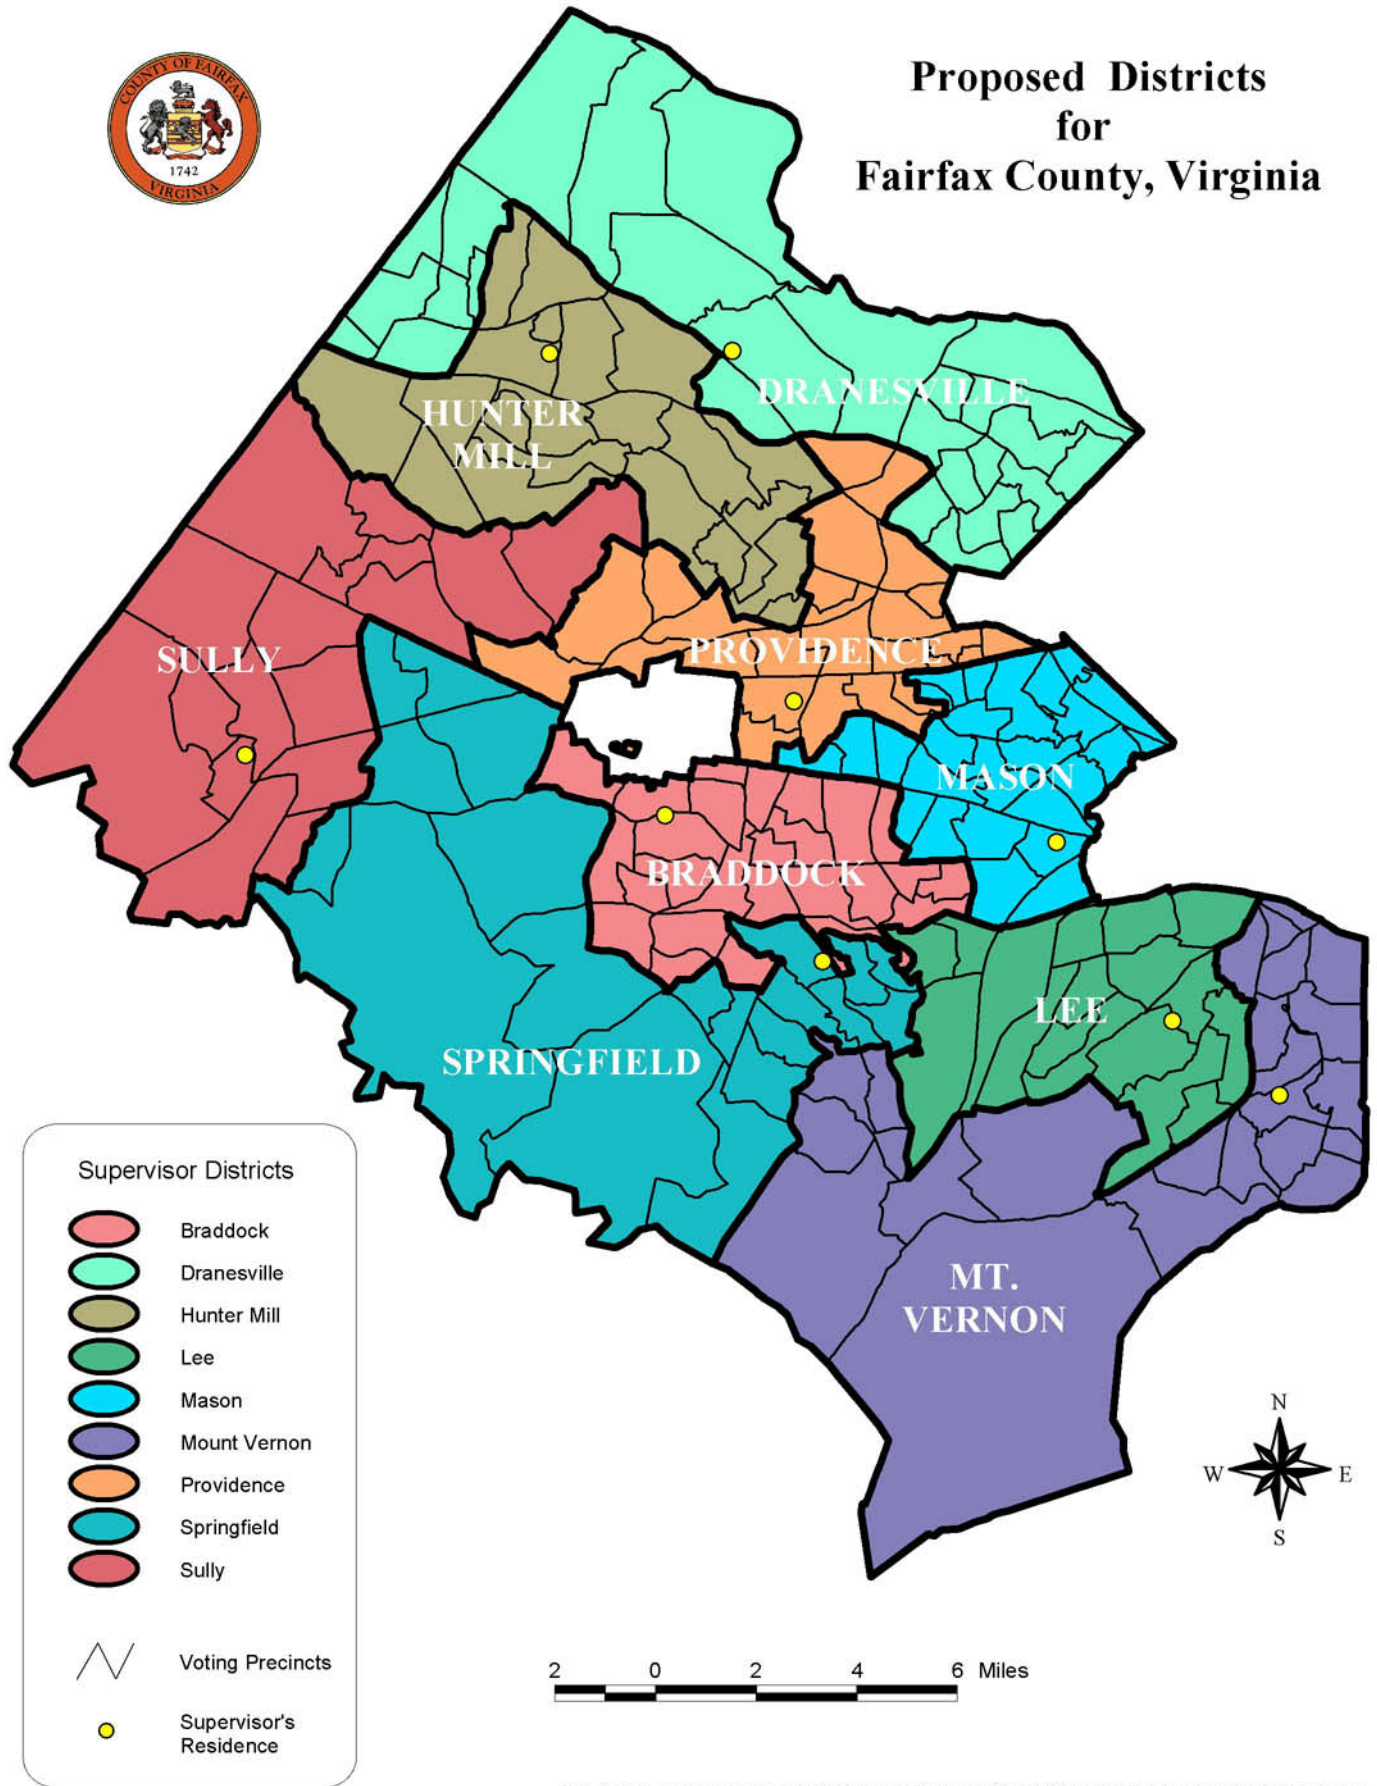 COUNTY OF FAIRFAX
1742
VIRGINIA
Proposed Districts
for
Fairfax County, Virginia
DRANESVILLE
HUNTER
MILL
SULLY
PROVIDENCE
MASON
BRADDOCK
LEE
SPRINGFIELD
MT.
VERNON
Supervisor Districts
Braddock
Dranesville
Hunter Mill
Lee
Mason
Mount Vernon
Providence
Springfield
Sully
Voting Precincts
Supervisor's
Residence
N
W E
S
2 0 2 4 6 Miles